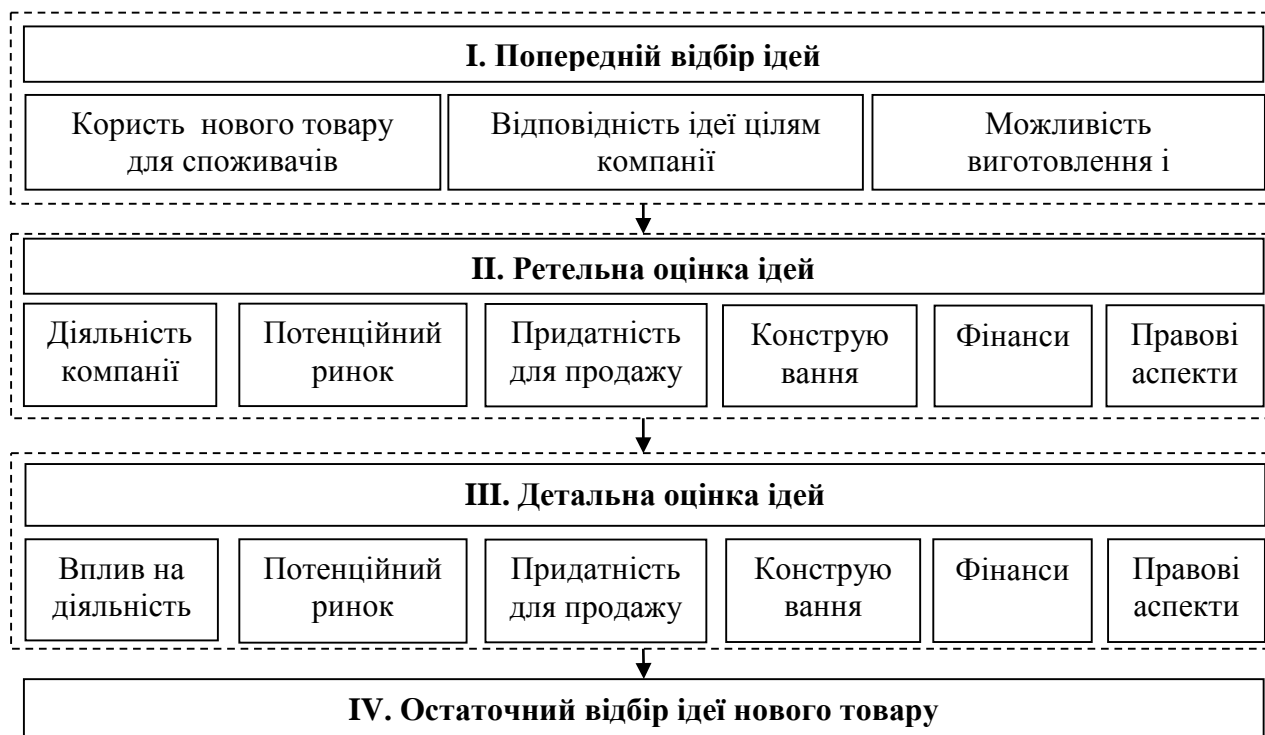 I. Попередній відбір ідей
Користь нового товару
для споживачів
Відповідність ідеї цілям
компанії
Можливість
виготовлення і
II. Ретельна оцінка ідей
Діяльність
компанії
Потенційний
ринок
Придатність
для продажу
Конструю
вання
Фінанси
Правові
аспекти
III. Детальна оцінка ідей
Вплив на
діяльність
Потенційний
ринок
Придатність
для продажу
Конструю
вання
Фінанси
Правові
аспекти
IV. Остаточний відбір ідеї нового товару